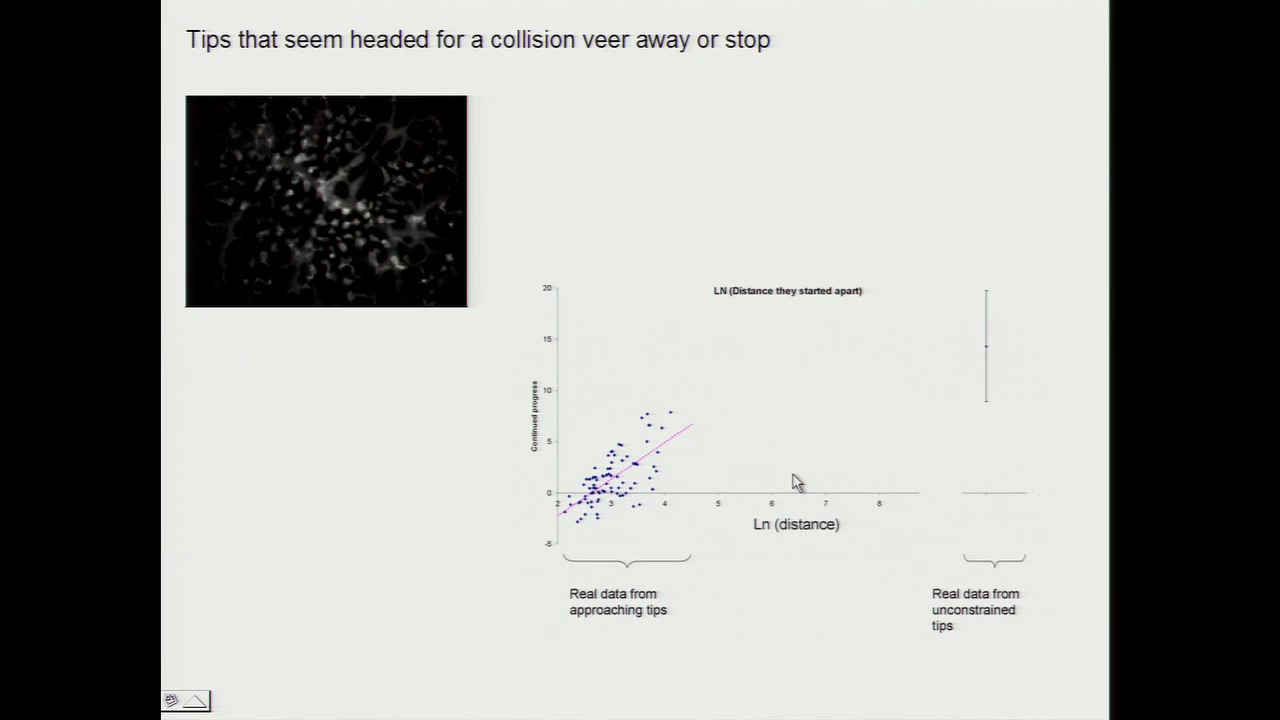 Tips that seem headed for a collision veer away or stop
LN (Distance they started apart)
20
15
10
5
0
-5
Continued progress
2
3
4
5
6
7
8
Ln (distance)
Real data from
approaching tips
Real data from
unconstrained
tips